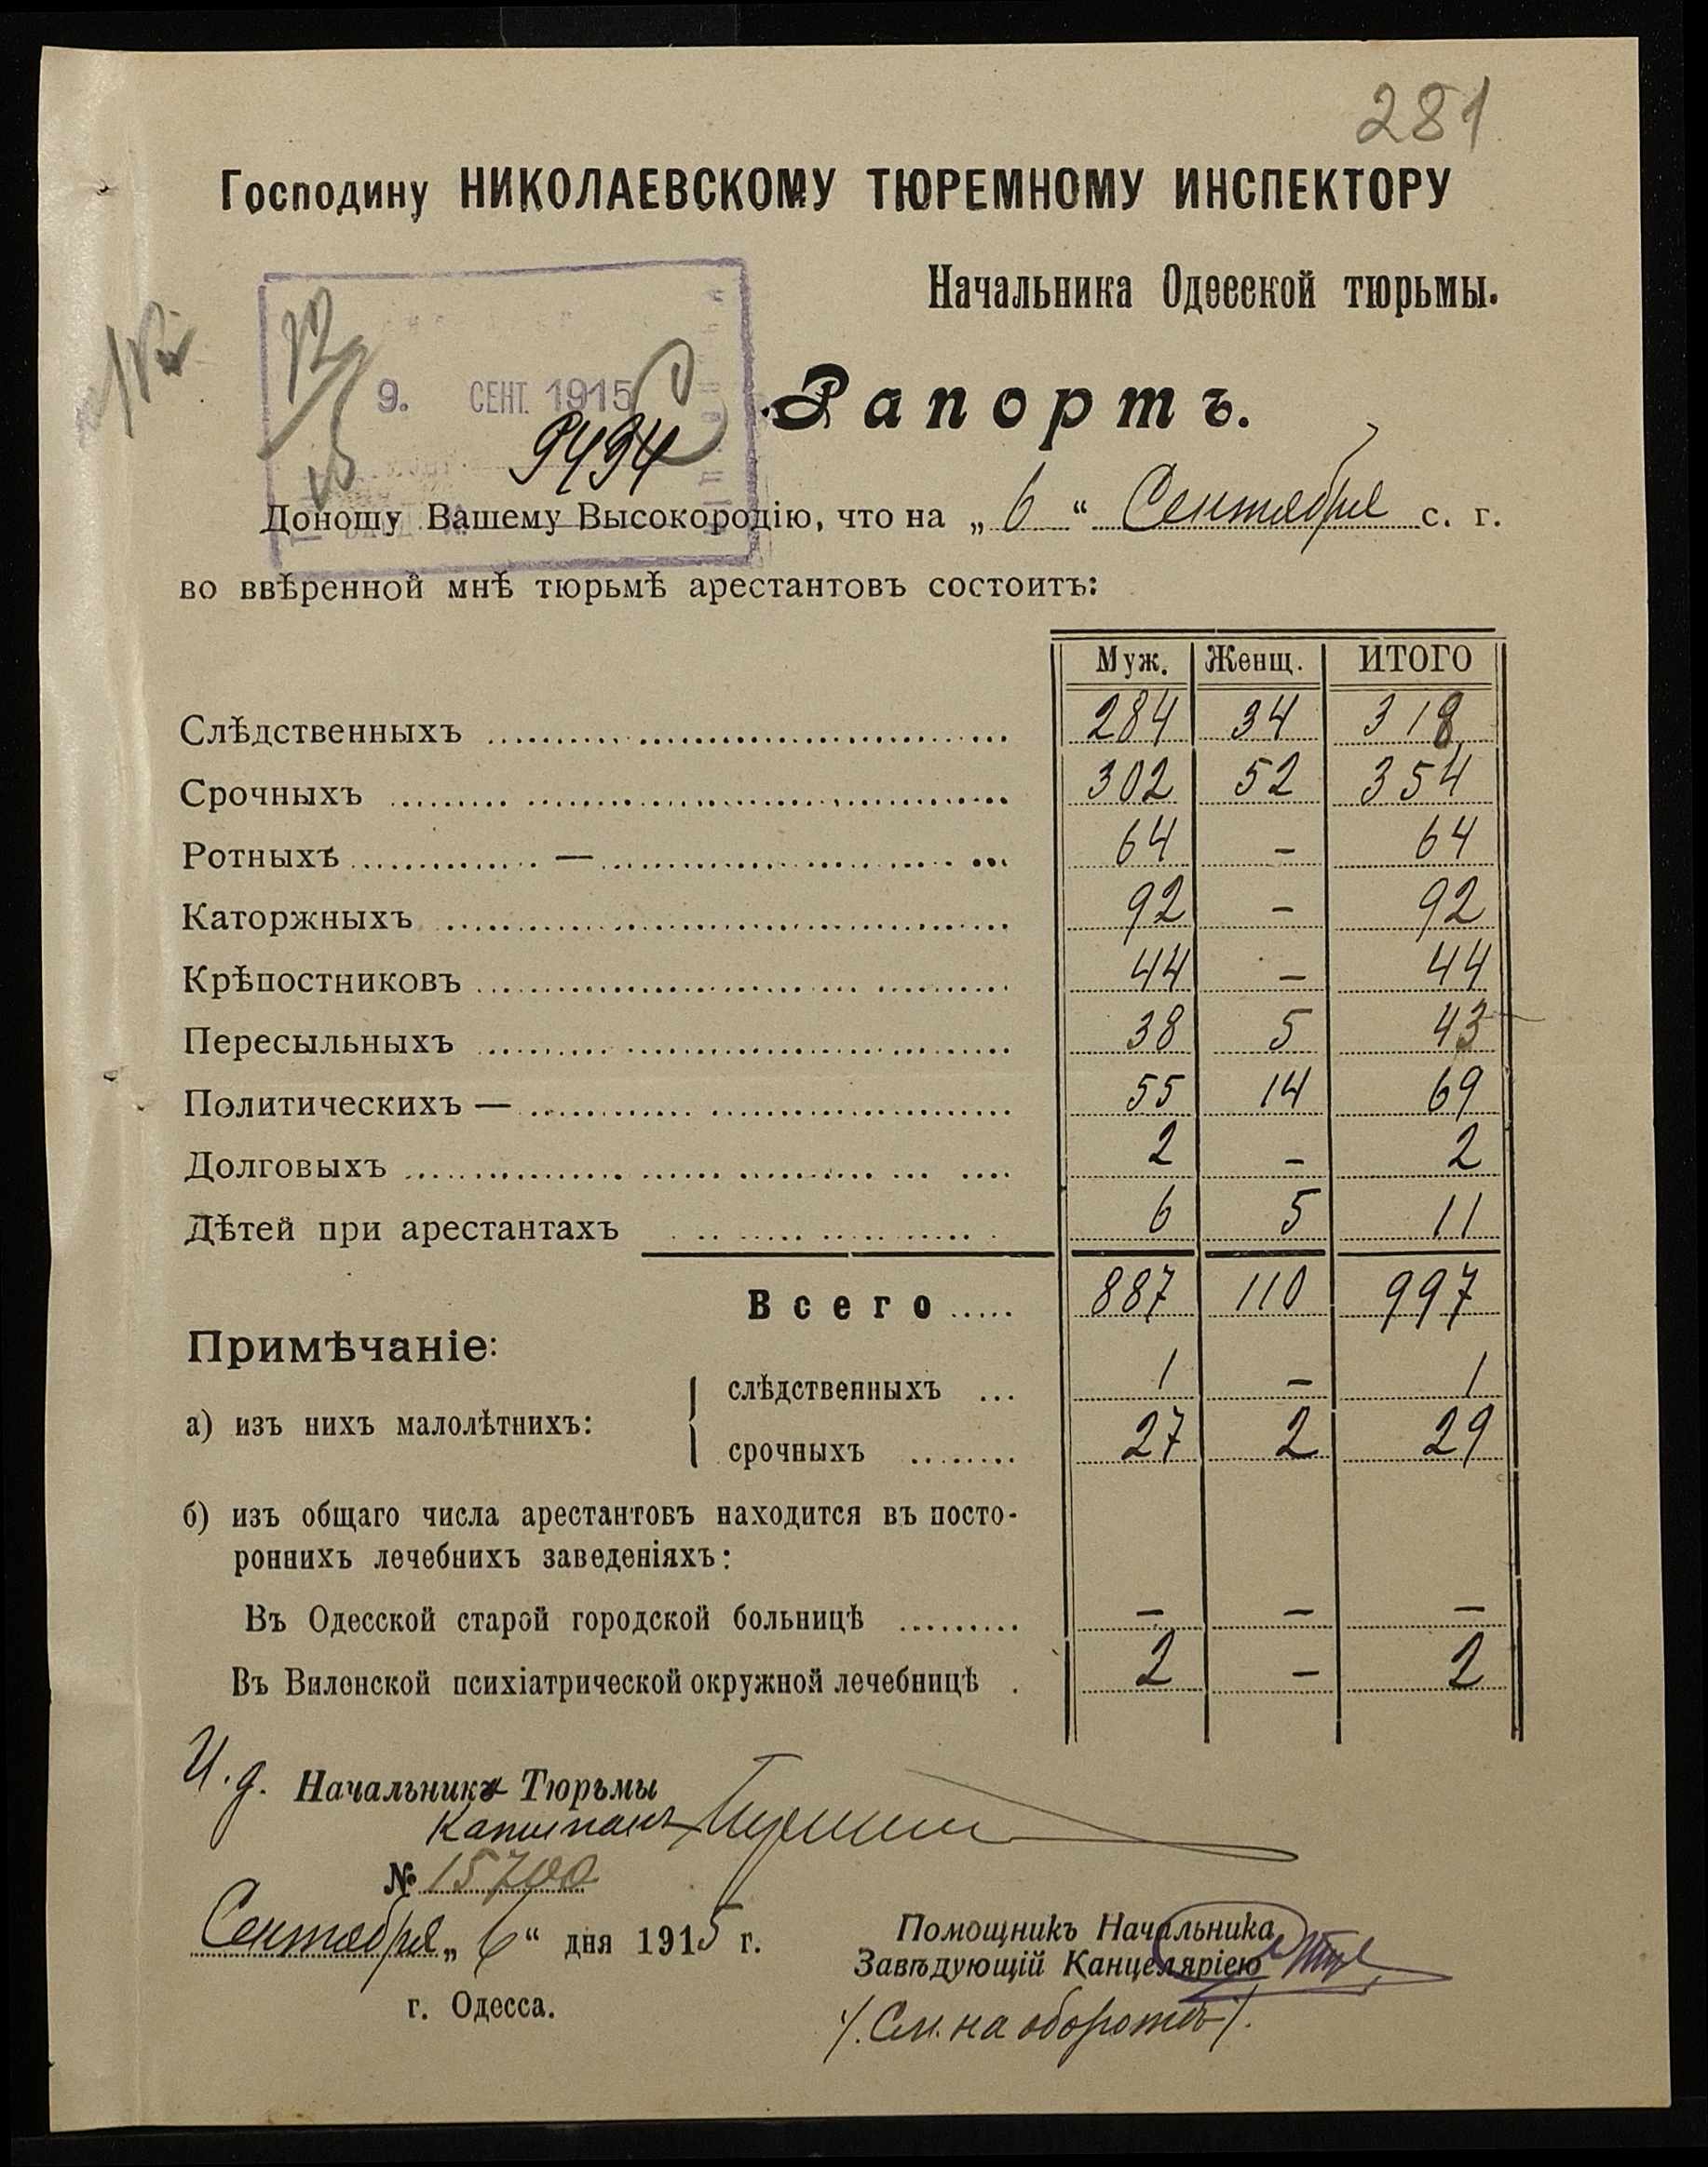 281
Господину НИКОЛАЕВСКОМУ ТЮРЕМНОМУ ИНСПЕКТОРУ
Начальника Одесской тюрьмы.
9. СЕНТ. 1915
9494
Рапортъ.
Доношу Вашему Высокородію, что на „ 6 “ Сентября с. г.
во ввѣренной мнѣ тюрьмѣ арестантовъ состоитъ:
Муж. Женщ. ИТОГО
Слѣдственныхъ 284 34 318
Срочныхъ 302 52 354
Ротныхъ — 64 - 64
Каторжныхъ 92 - 92
Крѣпостниковъ 44 - 44
Пересыльныхъ 38 5 43
Политическихъ — 55 14 69
Долговыхъ 2 - 2
Дѣтей при арестантахъ 6 5 11
Всего 887 110 997
Примѣчаніе:
а) изъ нихъ малолѣтнихъ:
слѣдственныхъ 1 - 1
срочныхъ 27 2 29
б) изъ общаго числа арестантовъ находится въ посто-
роннихъ лечебнихъ заведеніяхъ:
Въ Одесской старой городской больницѣ - - -
Въ Виленской психіатрической окружной лечебницѣ 2 - 2
И. д. Начальника Тюрьмы
Капитанъ
№ 15700
Сентября „ 6 “ дня 1915 г.
г. Одесса.
Помощникъ Начальника
Завѣдующій Канцеляріею
/. См. на оборотѣ /.